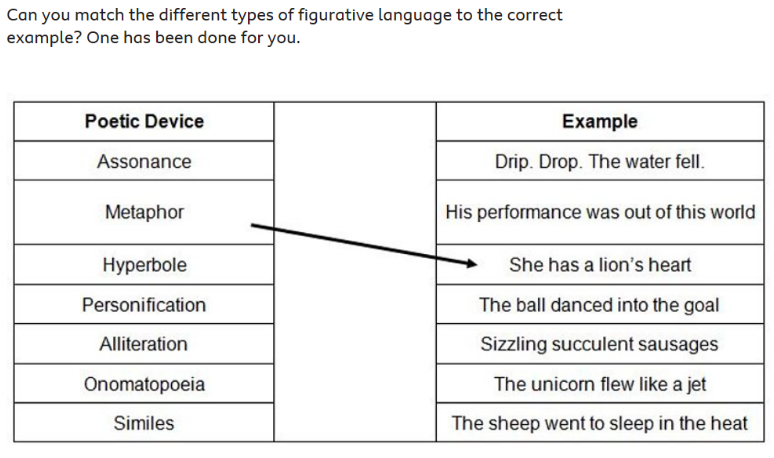 Can you match the different types of figurative language to the correct
example? One has been done for you.
Poetic Device Example
Assonance Drip. Drop. The water fell.
Metaphor His performance was out of this world
Hyperbole She has a lion's heart
Personification The ball danced into the goal
Alliteration Sizzling succulent sausages
Onomatopoeia The unicorn flew like a jet
Similes The sheep went to sleep in the heat